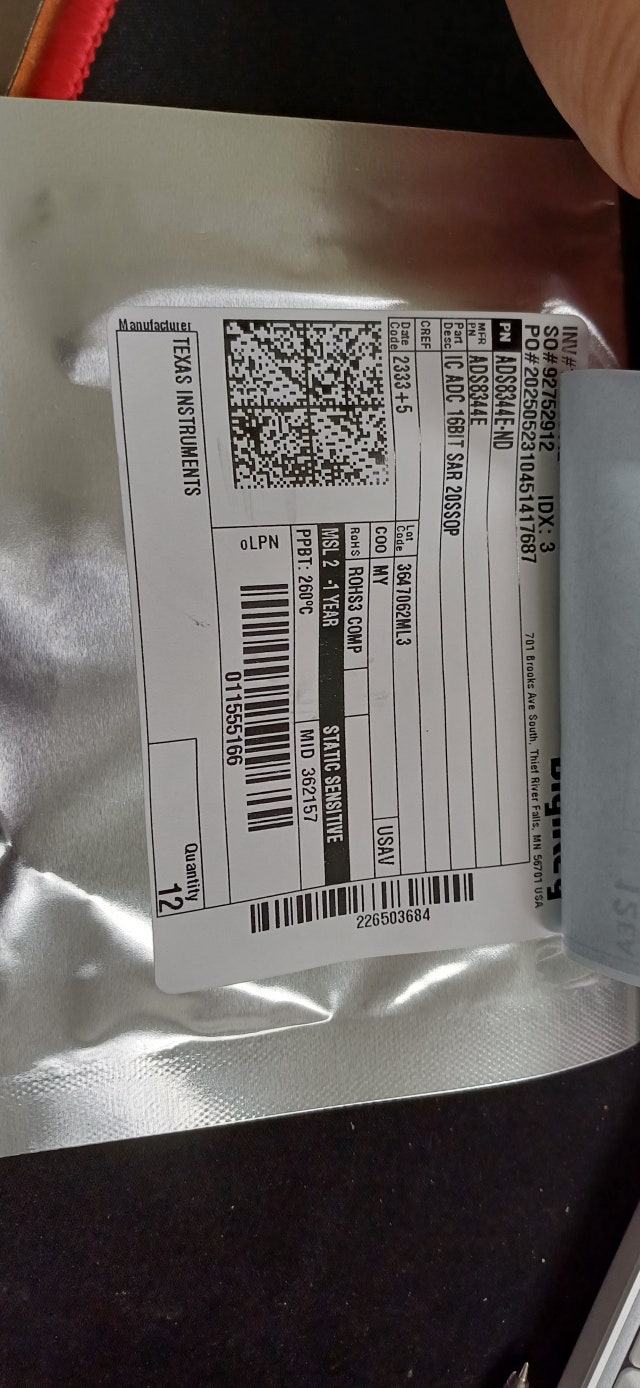 INV#
SO# 92752912 IDX: 3
PO# 2025052310451417687
701 Brooks Ave South, Thief River Falls, MN 56701 USA
PN ADS8344E-ND
MFR PN ADS8344E
Part Desc IC ADC 16BIT SAR 20SSOP
CREF
Date Code 2333+5
Lot Code 3647062ML3
COO MY
USAV
RoHS ROHS3 COMP
MSL 2 -1 YEAR STATIC SENSITIVE
PPBT: 260°C
MID 362157
oLPN
011555166
226503684
Manufacturer
TEXAS INSTRUMENTS
Quantity
12